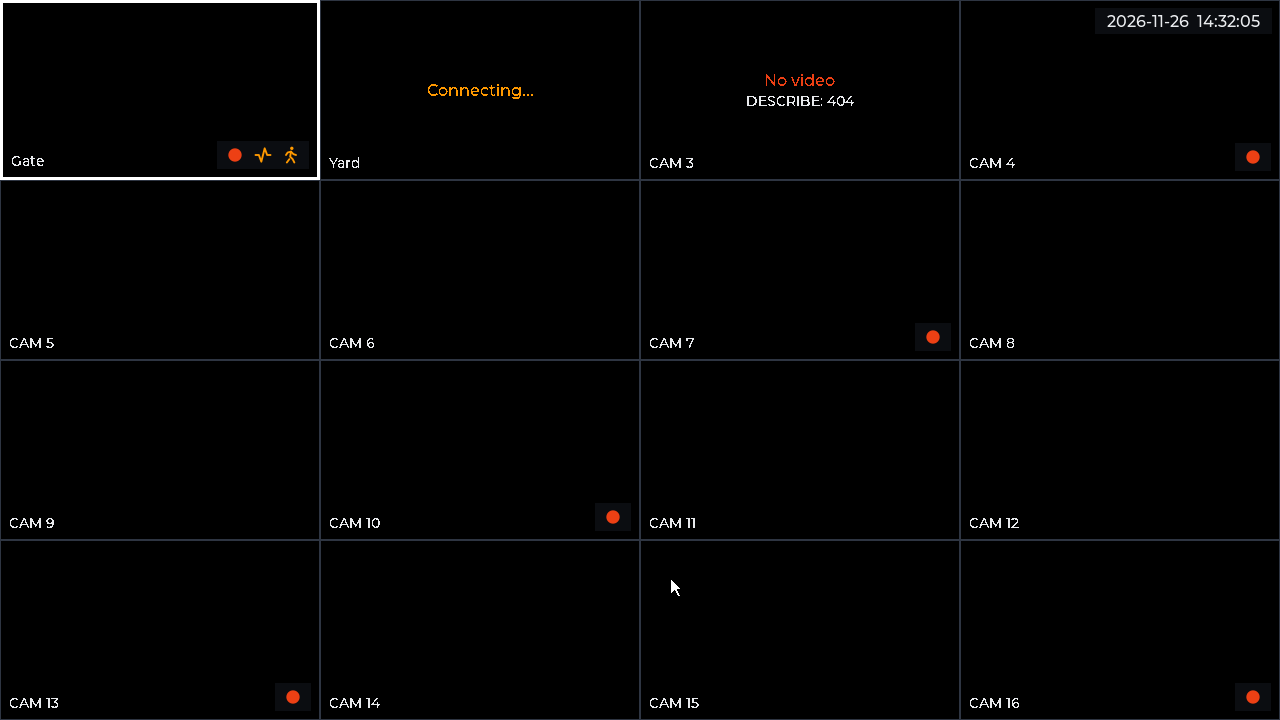 2026-11-26 14:32:05
Connecting...
No video
DESCRIBE: 404
Gate
Yard
CAM 3
CAM 4
CAM 5
CAM 6
CAM 7
CAM 8
CAM 9
CAM 10
CAM 11
CAM 12
CAM 13
CAM 14
CAM 15
CAM 16